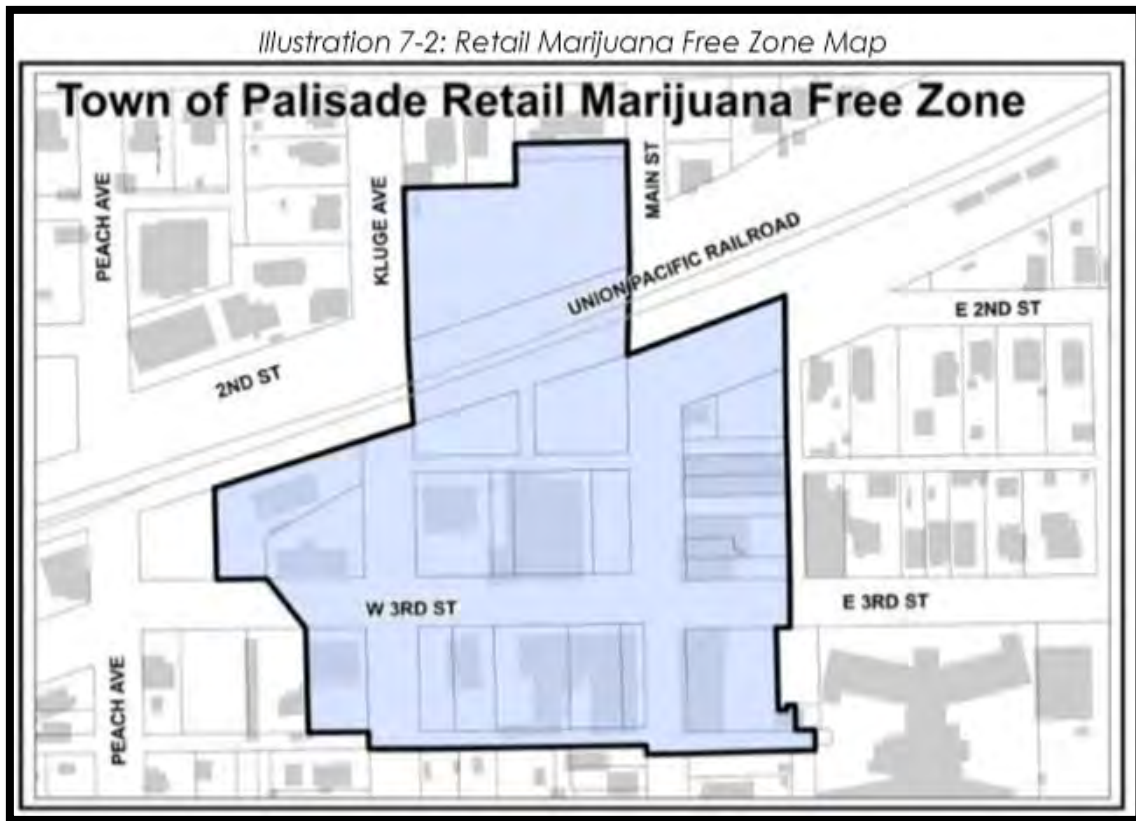 Illustration 7-2: Retail Marijuana Free Zone Map
Town of Palisade Retail Marijuana Free Zone
PEACH AVE
KLUGE AVE
MAIN ST
UNION PACIFIC RAILROAD
E 2ND ST
2ND ST
W 3RD ST
E 3RD ST
PEACH AVE